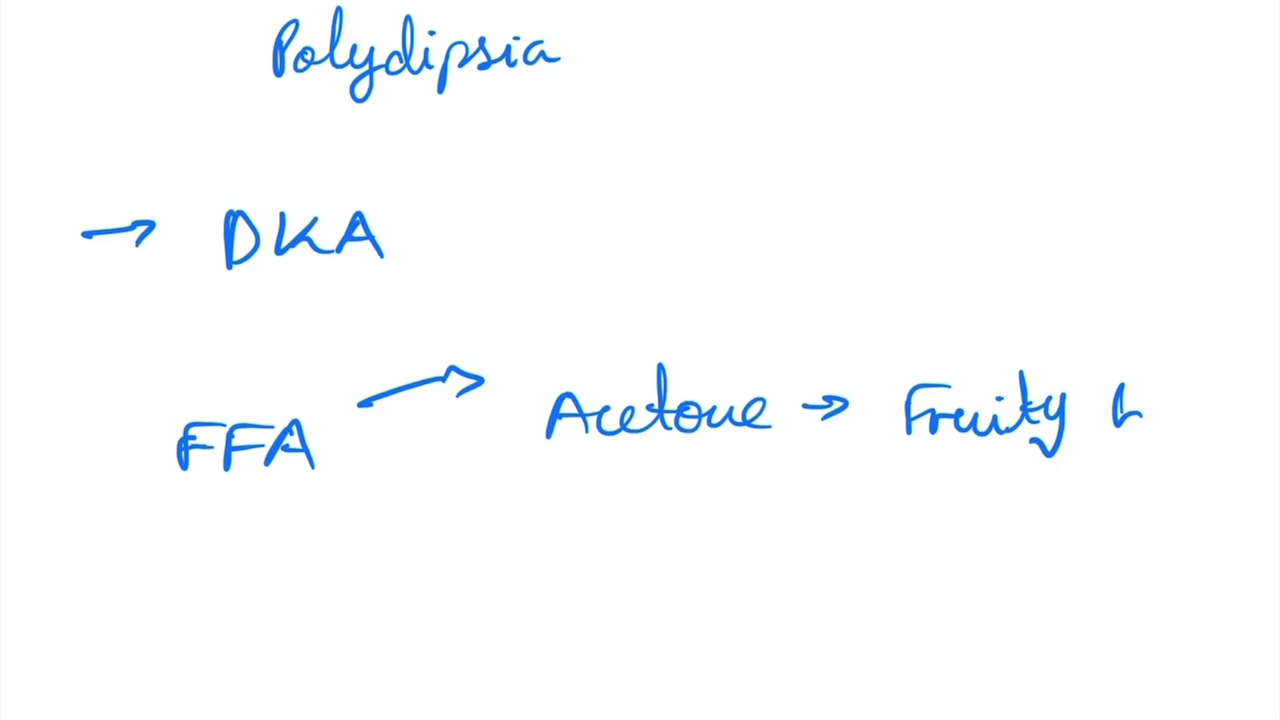 Polydipsia
→ DKA
FFA → Acetone → Fruity